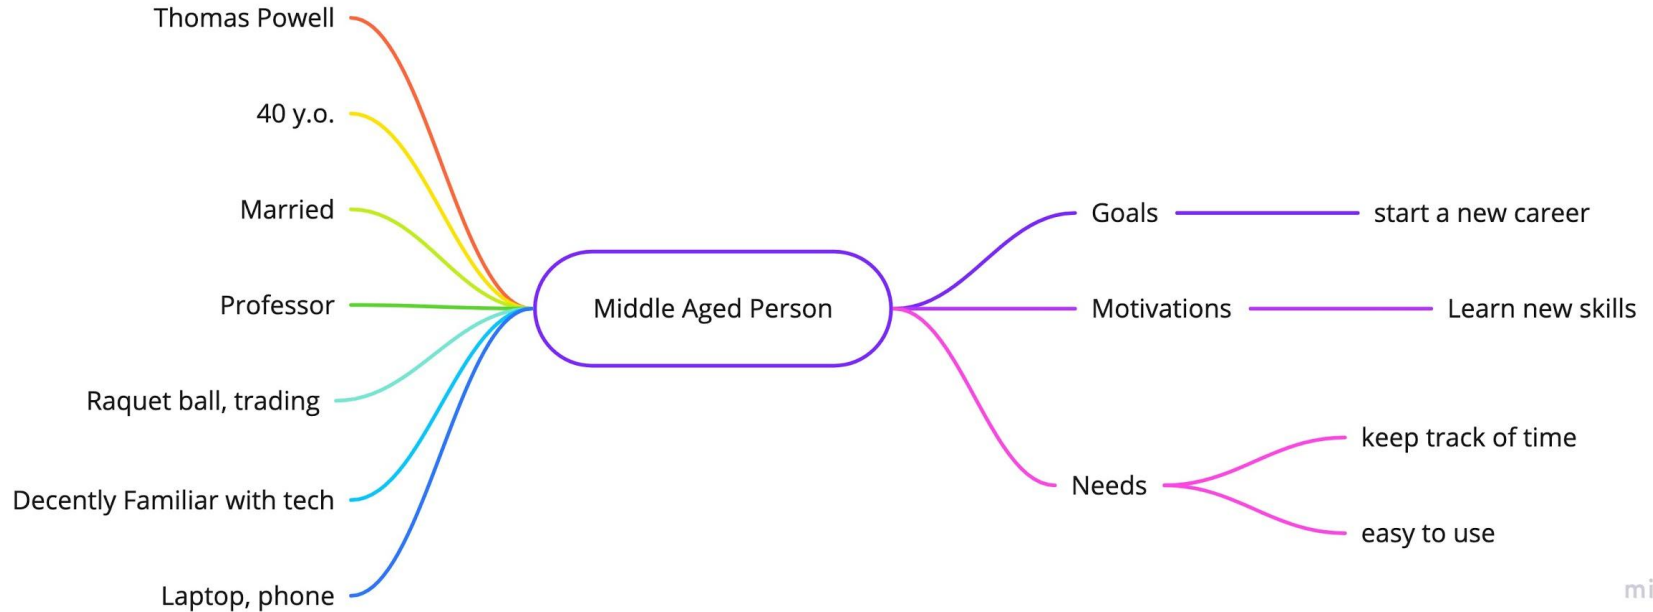 Thomas Powell
40 y.o.
Married
Professor
Raquet ball, trading
Decently Familiar with tech
Laptop, phone
Middle Aged Person
Goals
start a new career
Motivations
Learn new skills
Needs
keep track of time
easy to use
mi